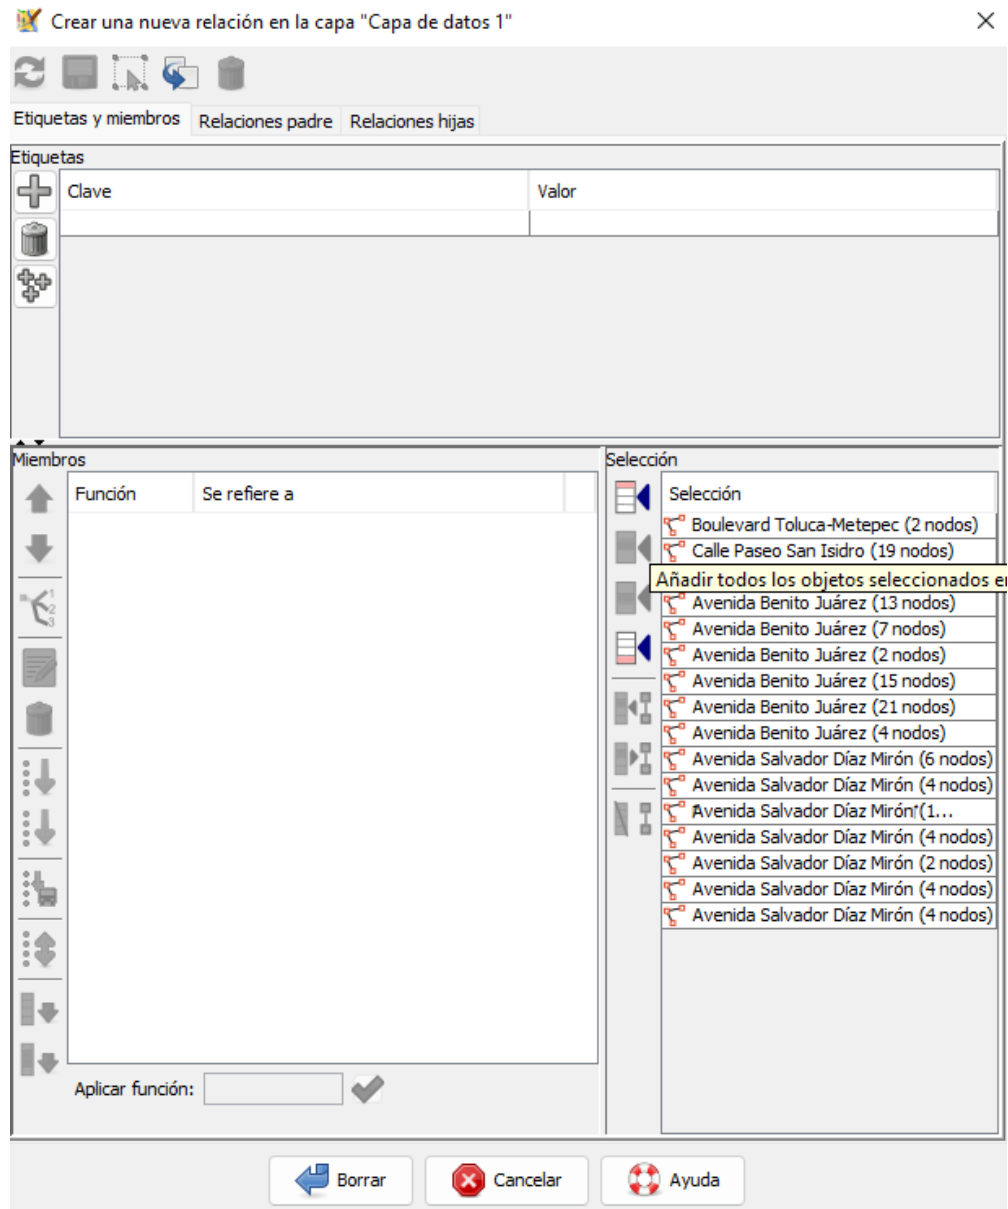 Crear una nueva relación en la capa "Capa de datos 1"
Etiquetas y miembros Relaciones padre Relaciones hijas
Etiquetas
Clave Valor
Miembros
Función Se refiere a
1
2
3
Aplicar función:
Selección
Selección
Boulevard Toluca-Metepec (2 nodos)
Calle Paseo San Isidro (19 nodos)
Añadir todos los objetos seleccionados
Avenida Benito Juárez (13 nodos)
Avenida Benito Juárez (7 nodos)
Avenida Benito Juárez (2 nodos)
Avenida Benito Juárez (15 nodos)
Avenida Benito Juárez (21 nodos)
Avenida Benito Juárez (4 nodos)
Avenida Salvador Díaz Mirón (6 nodos)
Avenida Salvador Díaz Mirón (4 nodos)
Avenida Salvador Díaz Mirón (1...
Avenida Salvador Díaz Mirón (4 nodos)
Avenida Salvador Díaz Mirón (2 nodos)
Avenida Salvador Díaz Mirón (4 nodos)
Avenida Salvador Díaz Mirón (4 nodos)
Borrar Cancelar Ayuda